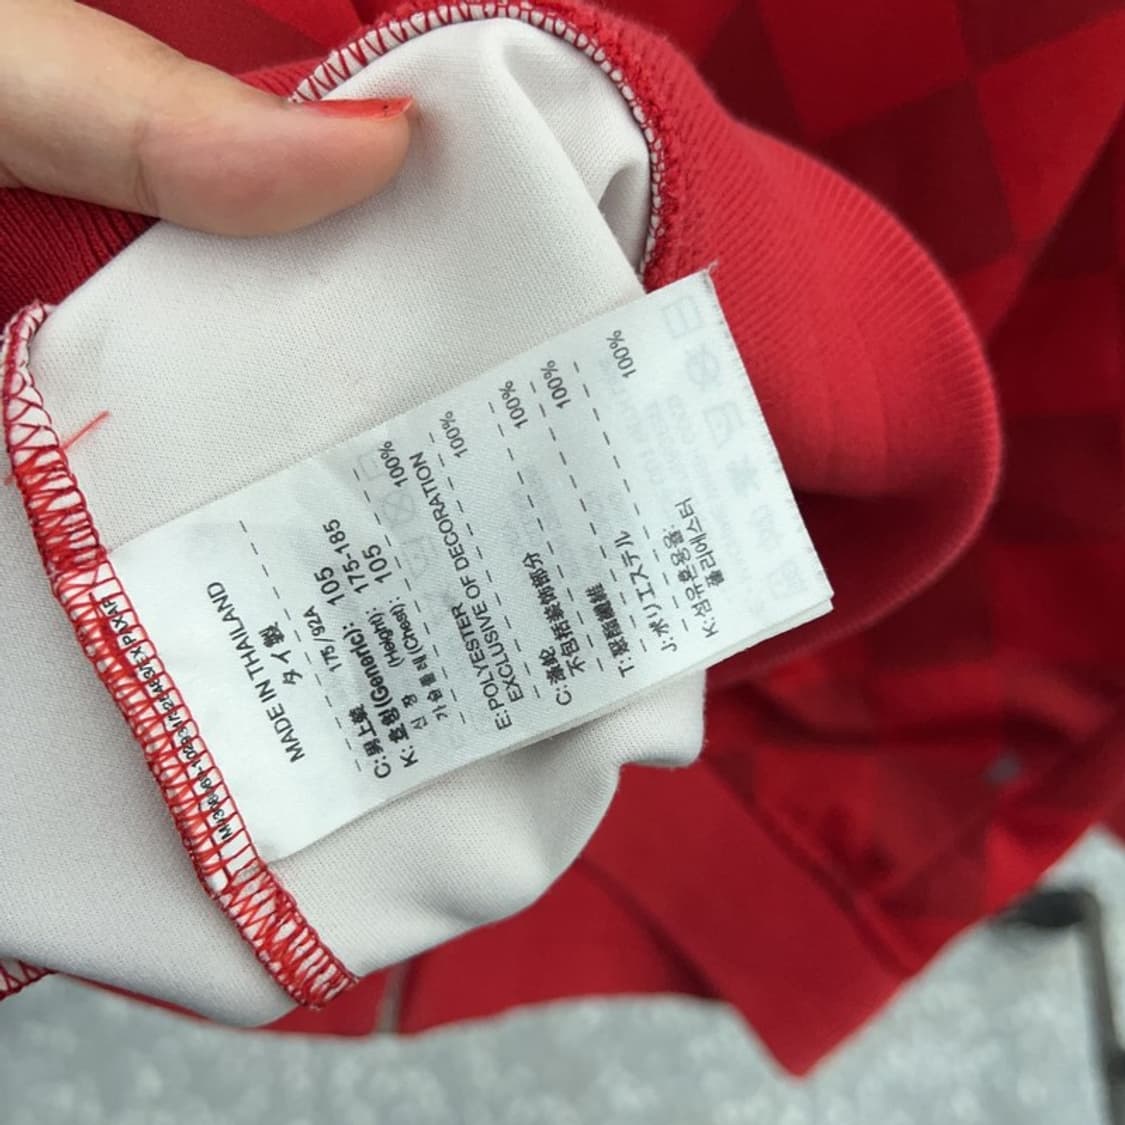 MADE IN THAILAND
タイ製
C:男上装 175/92A 105
K:호칭(Generic): 105
신 장 (Height): 175-185
가슴둘레(Chest): 105
E:POLYESTER 100%
EXCLUSIVE OF DECORATION
C:涤纶 100%
不包括装饰部分
T:聚酯纖維 100%
J:ポリエステル 100%
K:섬유혼용율:
폴리에스터 100%